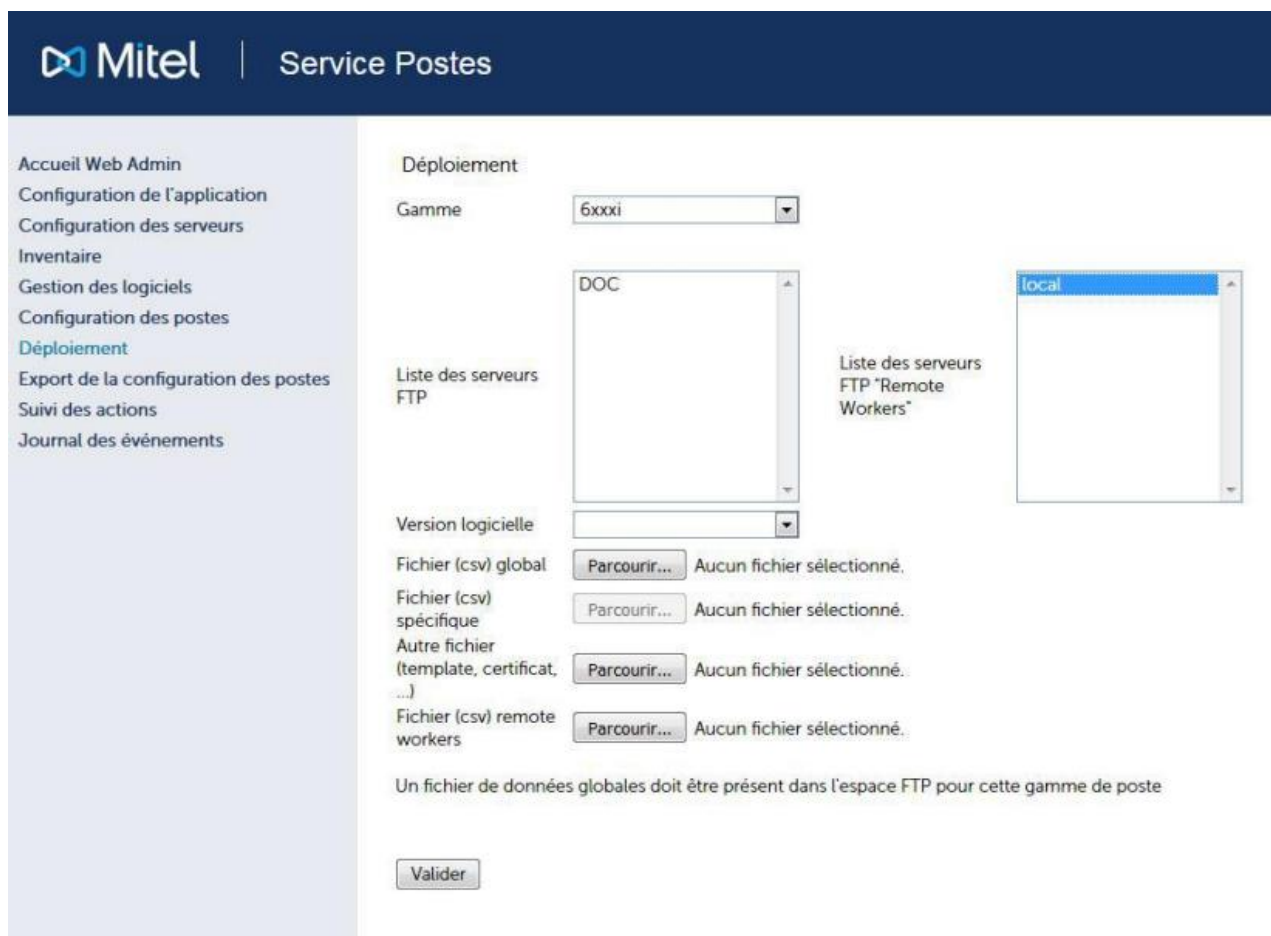 Mitel | Service Postes
Accueil Web Admin
Configuration de l'application
Configuration des serveurs
Inventaire
Gestion des logiciels
Configuration des postes
Déploiement
Export de la configuration des postes
Suivi des actions
Journal des événements
Déploiement
Gamme
6xxxi
Liste des serveurs
FTP
DOC
Liste des serveurs
FTP "Remote
Workers"
local
Version logicielle
Fichier (csv) global
Parcourir... Aucun fichier sélectionné.
Fichier (csv)
spécifique
Parcourir... Aucun fichier sélectionné.
Autre fichier
(template, certificat,
...)
Parcourir... Aucun fichier sélectionné.
Fichier (csv) remote
workers
Parcourir... Aucun fichier sélectionné.
Un fichier de données globales doit être présent dans l'espace FTP pour cette gamme de poste
Valider